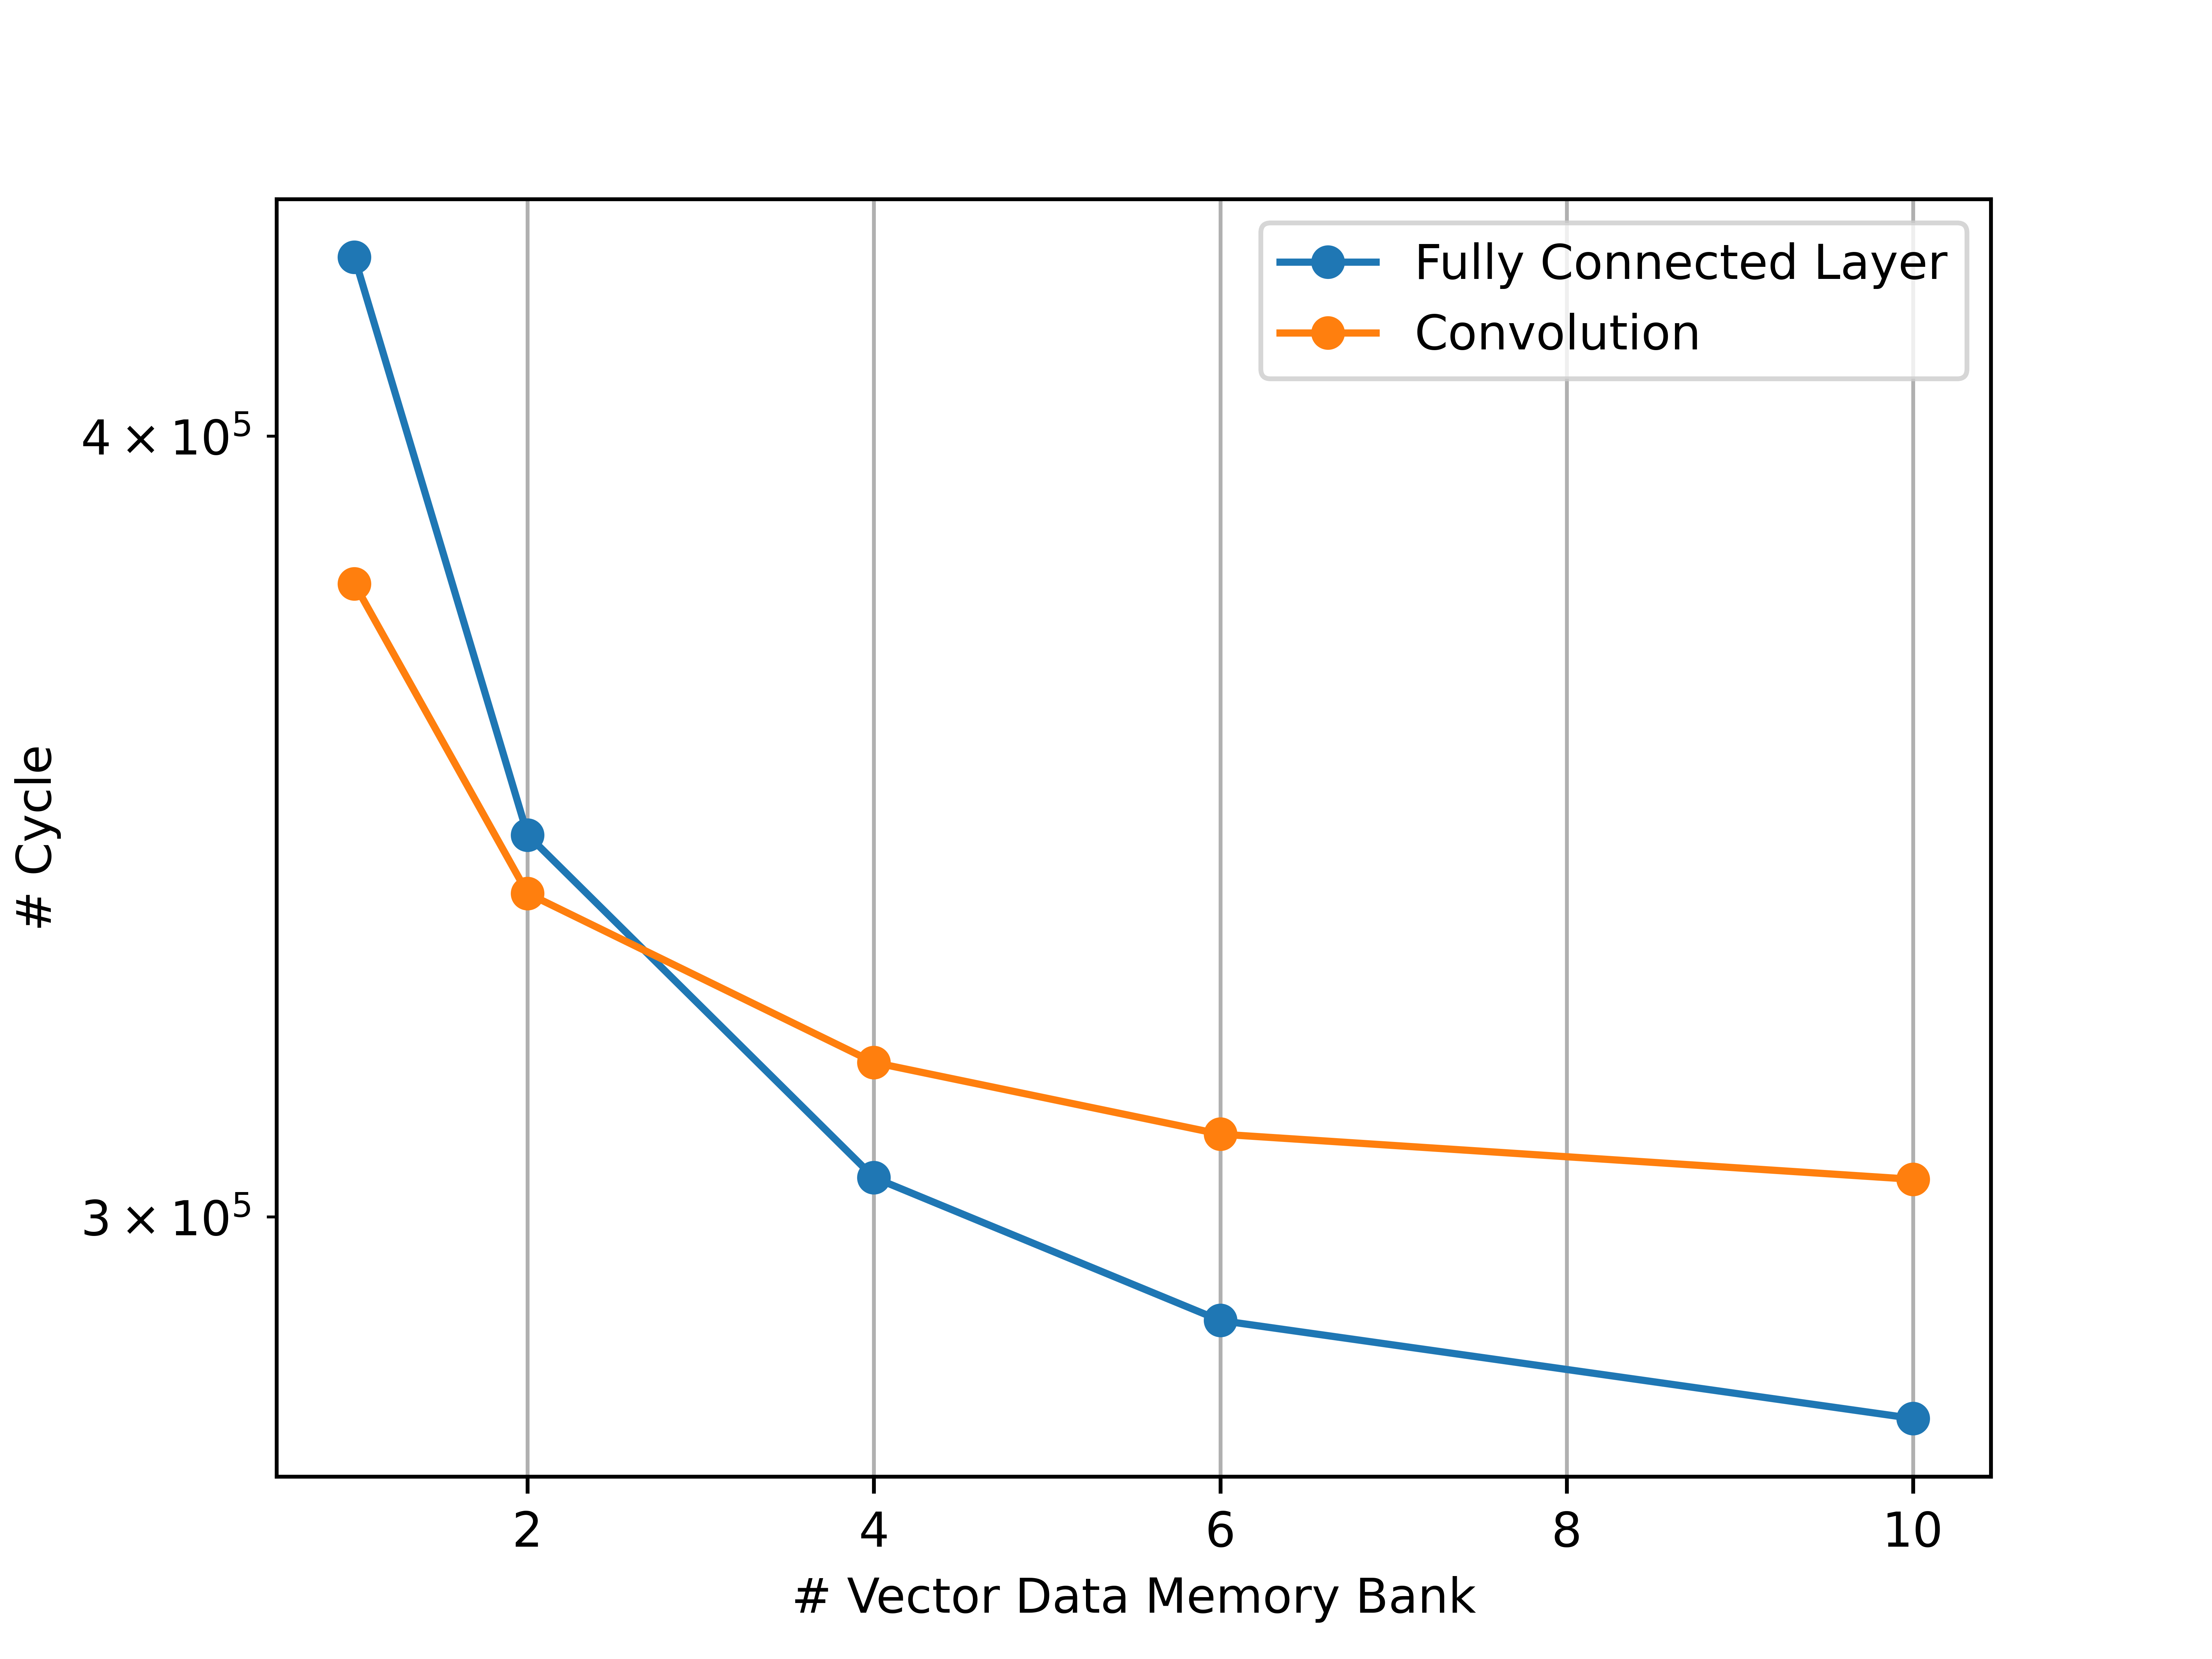 Fully Connected Layer
Convolution
4 × 10⁵
3 × 10⁵
# Cycle
2 4 6 8 10
# Vector Data Memory Bank